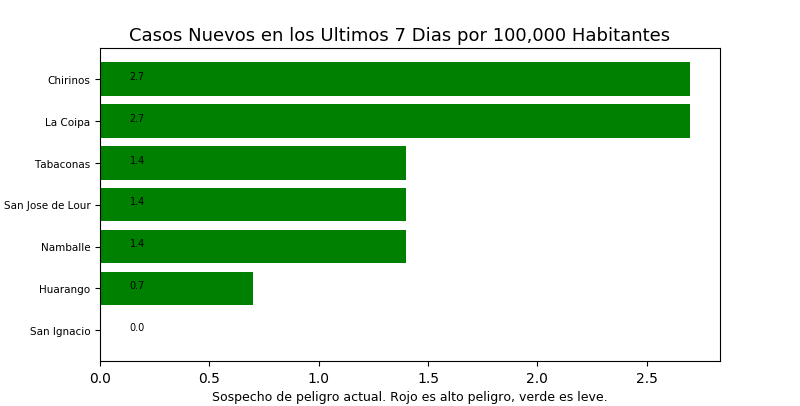 Casos Nuevos en los Ultimos 7 Dias por 100,000 Habitantes
Chirinos 2.7
La Coipa 2.7
Tabaconas 1.4
San Jose de Lour 1.4
Namballe 1.4
Huarango 0.7
San Ignacio 0.0
0.0 0.5 1.0 1.5 2.0 2.5
Sospecho de peligro actual. Rojo es alto peligro, verde es leve.